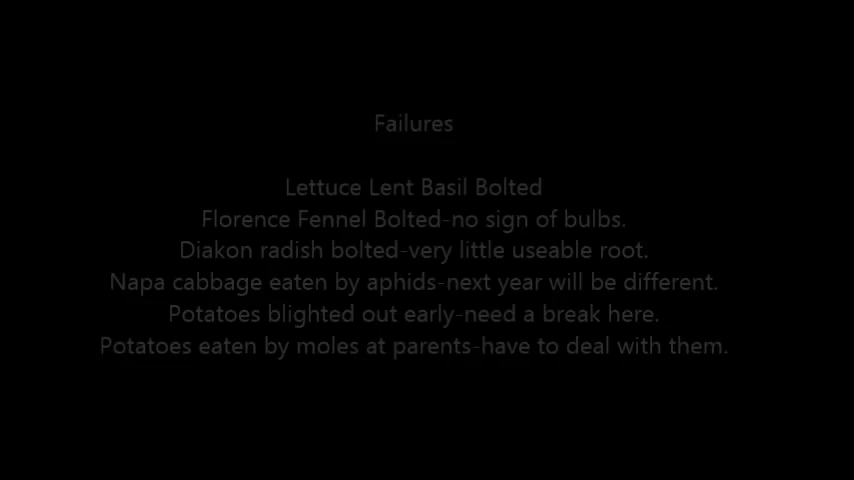 Failures
Lettuce Lent Basil Bolted
Florence Fennel Bolted-no sign of bulbs.
Diakon radish bolted-very little useable root.
Napa cabbage eaten by aphids-next year will be different.
Potatoes blighted out early-need a break here.
Potatoes eaten by moles at parents-have to deal with them.